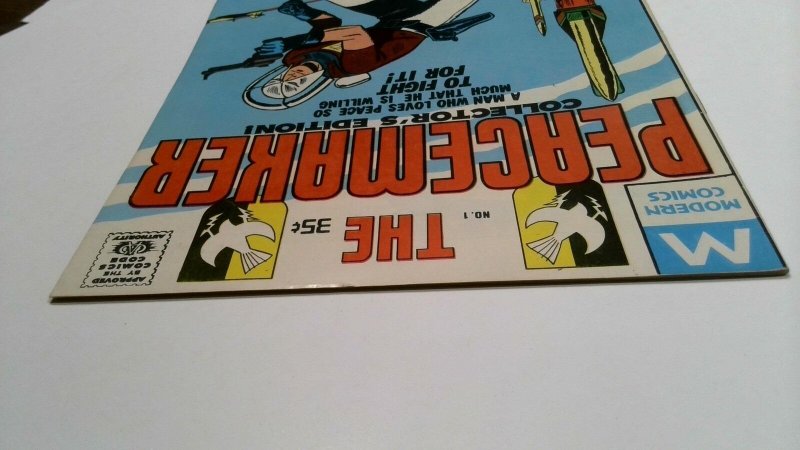 M
MODERN
COMICS
NO. 1
THE
35¢
APPROVED
BY THE
COMICS
CODE
AUTHORITY
PEACEMAKER
COLLECTOR'S EDITION!
A MAN WHO LOVES PEACE SO
MUCH THAT HE IS WILLING
TO FIGHT
FOR IT!